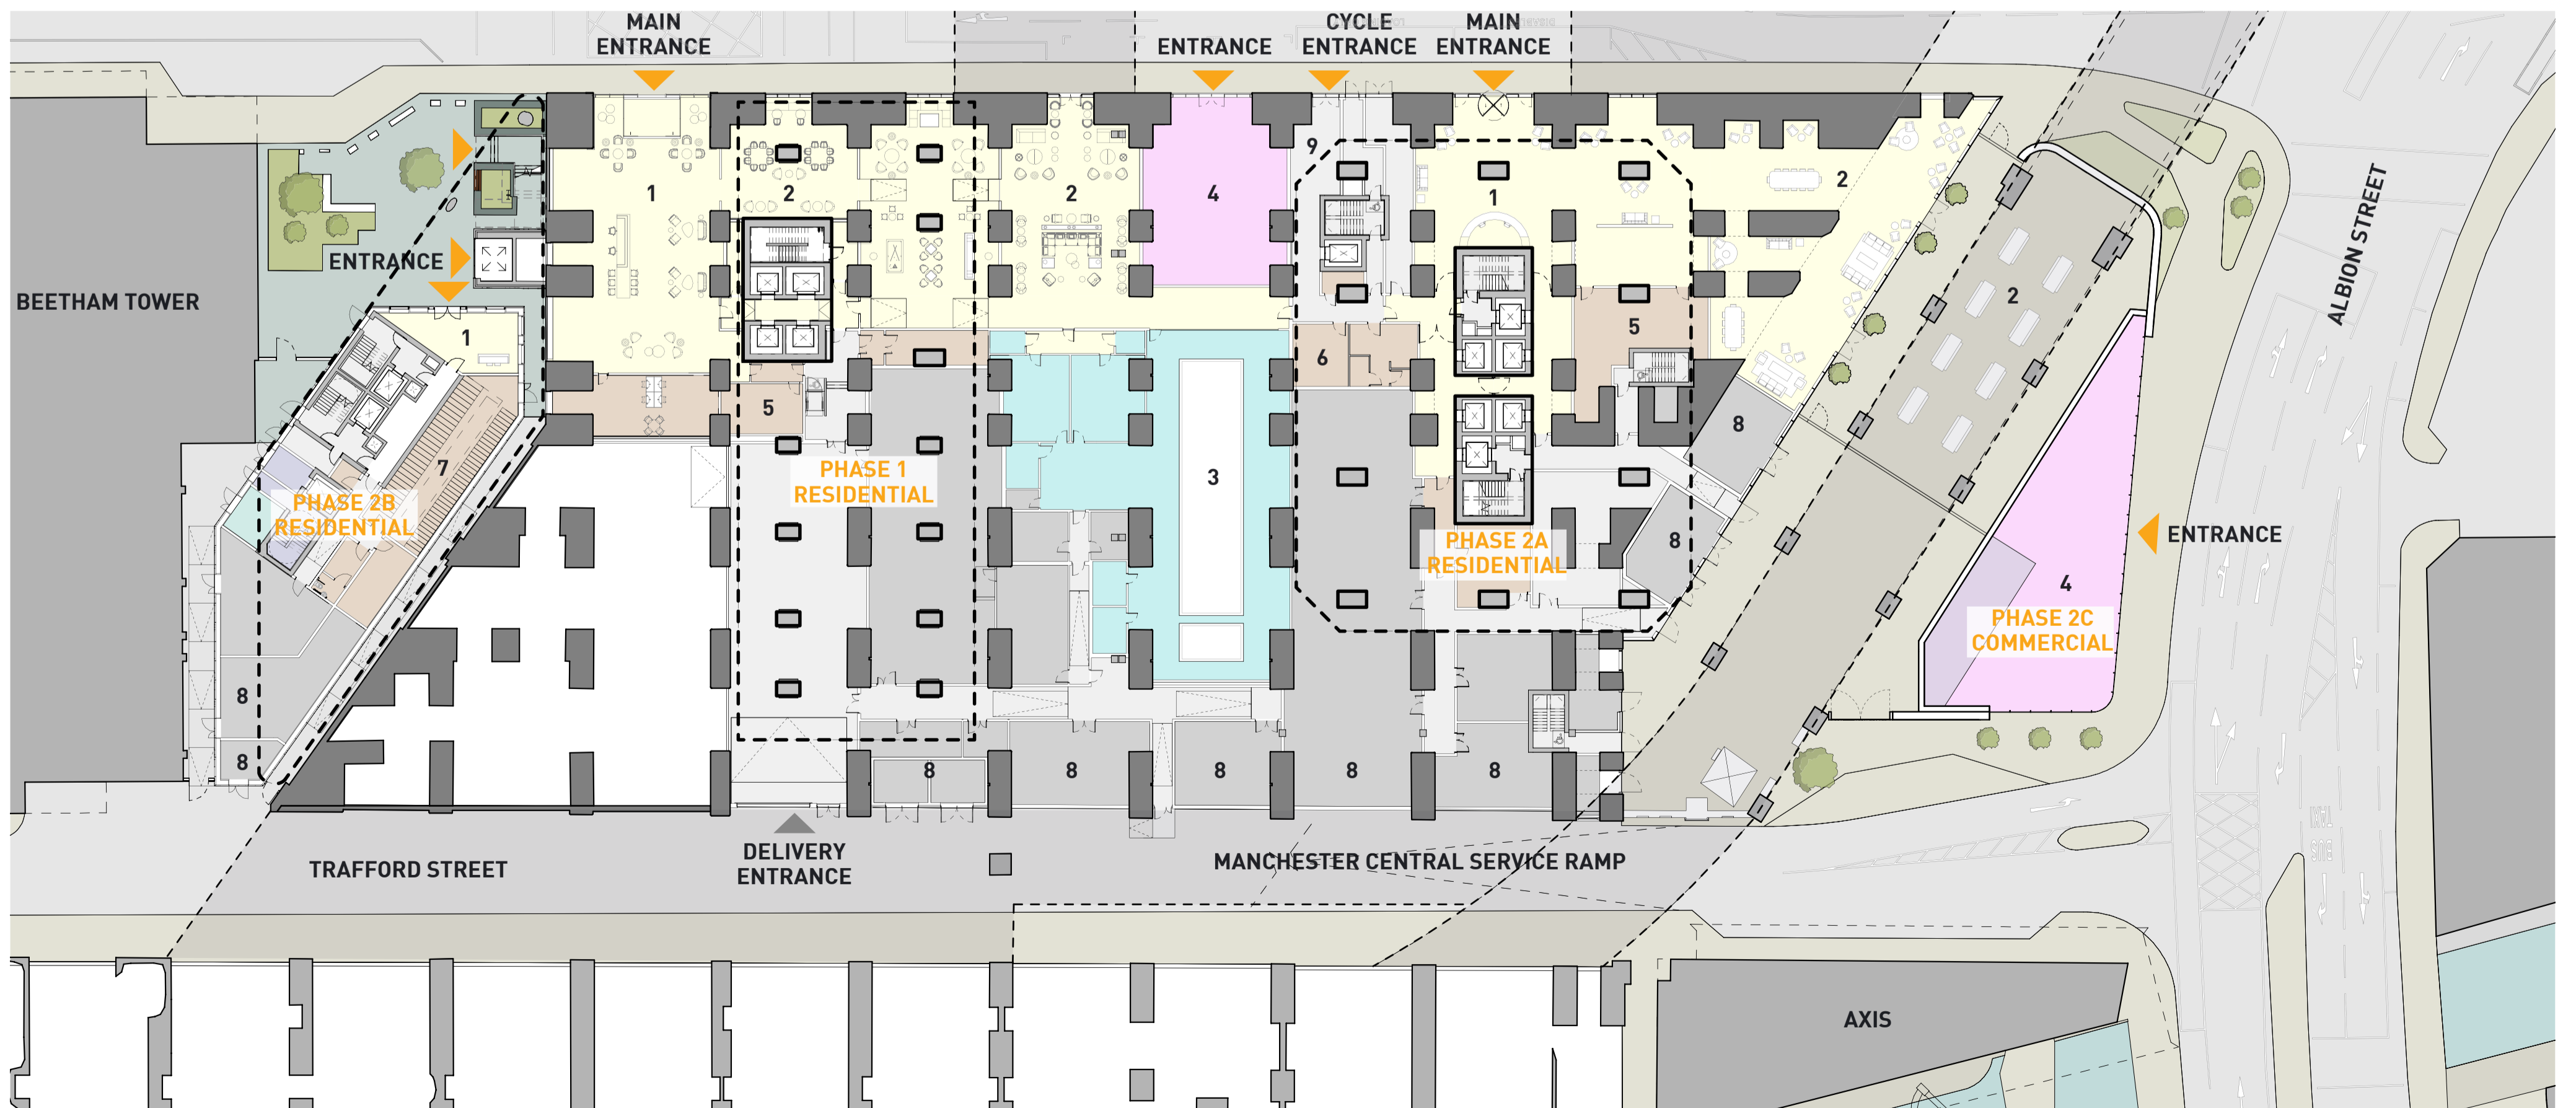 MAIN
ENTRANCE
ENTRANCE
CYCLE
ENTRANCE
MAIN
ENTRANCE
9
1
2
2
4
1
2
ALBION STREET
ENTRANCE
BEETHAM TOWER
2
1
6
5
5
8
7
3
PHASE 1
RESIDENTIAL
PHASE 2B
RESIDENTIAL
PHASE 2A
RESIDENTIAL
8
ENTRANCE
4
PHASE 2C
COMMERCIAL
8
8
8
8
8
8
8
DELIVERY
ENTRANCE
TRAFFORD STREET
MANCHESTER CENTRAL SERVICE RAMP
AXIS